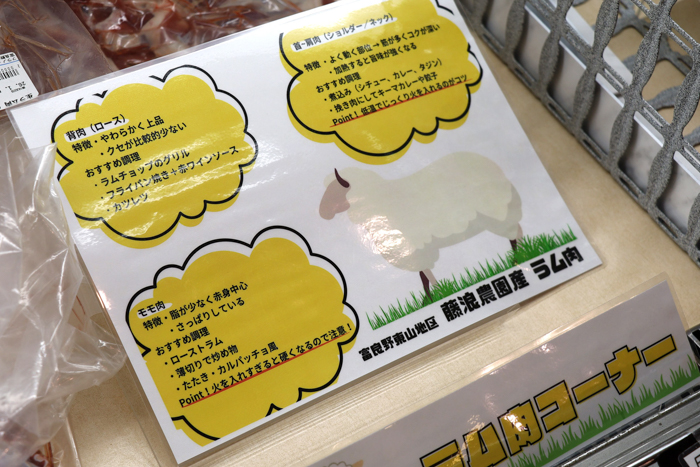 背肉（ロース）
特徴・やわらかく上品
・クセが比較的少ない
おすすめ調理
・ラムチョップのグリル
・フライパン焼き+赤ワインソース
・カツレツ
首~肩肉（ショルダー/ネック）
特徴・よく動く部位→筋が多くコクが深い
・加熱すると旨味が強くなる
おすすめ調理
・煮込み（シチュー、カレー、タジン）
・挽き肉にしてキーマカレーや餃子
Point！低温でじっくり火を入れるのがコツ
モモ肉
特徴・脂が少なく赤身中心
・さっぱりしている
おすすめ調理
・ローストラム
・薄切りで炒め物
・たたき・カルパッチョ風
Point！火を入れすぎると硬くなるので注意！
富良野東山地区 藤浪農園産 ラム肉
ラム肉コーナー